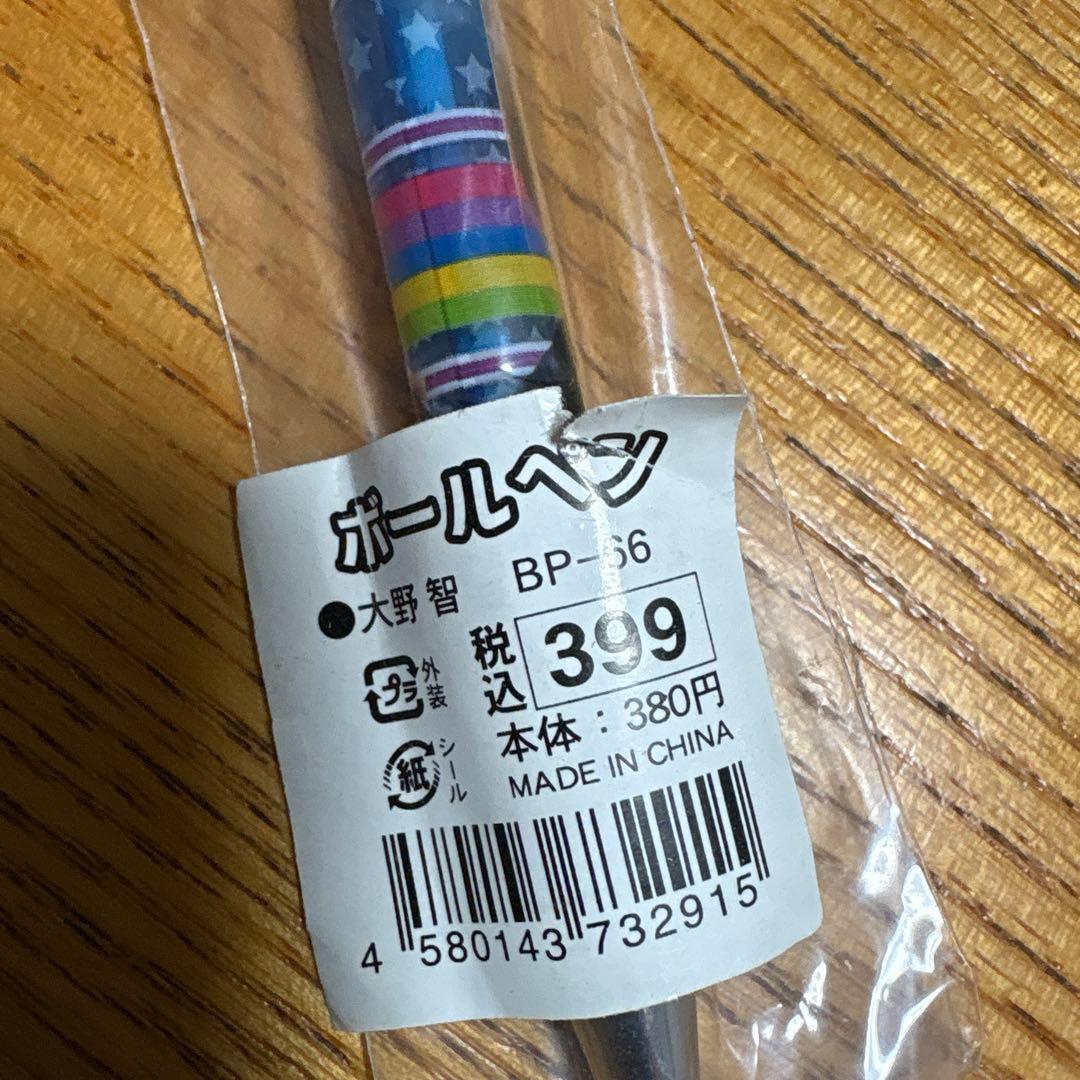 ボールペン
BP-66
●大野 智
税込 399
本体：380円
MADE IN CHINA
プラ 外装
紙 シール
4 580143 732915